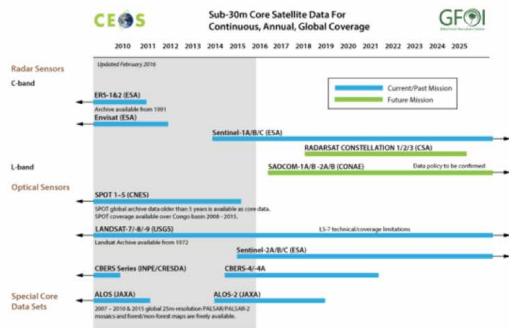 CEOS
Sub-30m Core Satellite Data For
Continuous, Annual, Global Coverage
GFOI
2010 2011 2012 2013 2014 2015 2016 2017 2018 2019 2020 2021 2022 2023 2024 2025
Updated February 2016
Radar Sensors
C-band
ERS-1&2 (ESA)
Archive available from 1991
Envisat (ESA)
Current/Past Mission
Future Mission
Sentinel-1A/B/C (ESA)
RADARSAT CONSTELLATION 1/2/3 (CSA)
L-band
SAOCOM-1A/B -2A/B (CONAE)
Data policy to be confirmed
Optical Sensors
SPOT 1-5 (CNES)
SPOT global archive data older than 5 years is available as core data.
SPOT coverage available over Congo basin 2008 - 2015.
LANDSAT-7/-8/-9 (USGS)
LS-7 technical/coverage limitations
Landsat Archive available from 1972
Sentinel-2A/B/C (ESA)
CBERS Series (INPE/CRESDA)
CBERS-4/-4A
Special Core
Data Sets
ALOS (JAXA)
ALOS-2 (JAXA)
2007 - 2010 & 2015 global 25m resolution PALSAR/PALSAR-2
mosaics and forest/non-forest maps are freely available.